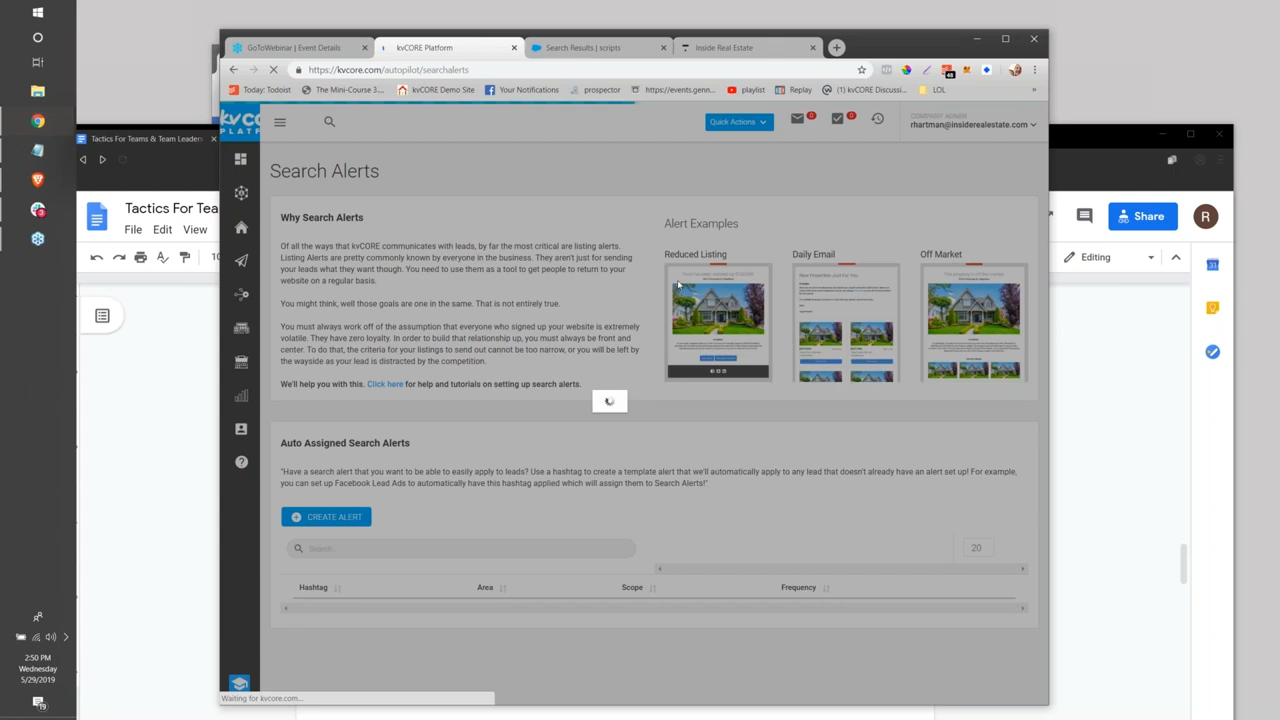 GoToWebinar | Event Details
kvCORE Platform
Search Results | scripts
Inside Real Estate
https://kvcore.com/autopilot/searchalerts
48
Today: Todoist
The Mini-Course 3....
kvCORE Demo Site
Your Notifications
prospector
https://events.genn...
playlist
Replay
(1) kvCORE Discussi...
LOL
Tactics For Teams & Team Leaders
Quick Actions
0
0
COMPANY ADMIN
rhartman@insiderealestate.com
Search Alerts
Tactics For Tea
File Edit View
Share
R
Editing
Why Search Alerts
Of all the ways that kvCORE communicates with leads, by far the most critical are listing alerts.
Listing Alerts are pretty commonly known by everyone in the business. They aren't just for sending
your leads what they want though. You need to use them as a tool to get people to return to your
website on a regular basis.
You might think, well those goals are one in the same. That is not entirely true.
You must always work off of the assumption that everyone who signed up your website is extremely
volatile. They have zero loyalty. In order to build that relationship up, you must always be front and
center. To do that, the criteria for your listings to send out cannot be too narrow, or you will be left by
the wayside as your lead is distracted by the competition.
We'll help you with this. Click here for help and tutorials on setting up search alerts.
Alert Examples
Reduced Listing
Daily Email
Off Market
Auto Assigned Search Alerts
"Have a search alert that you want to be able to easily apply to leads? Use a hashtag to create a template alert that we'll automatically apply to any lead that doesn't already have an alert set up! For example,
you can set up Facebook Lead Ads to automatically have this hashtag applied which will assign them to Search Alerts!"
CREATE ALERT
Search...
20
Hashtag
Area
Scope
Frequency
Waiting for kvcore.com...
2:50 PM
Wednesday
5/29/2019
19